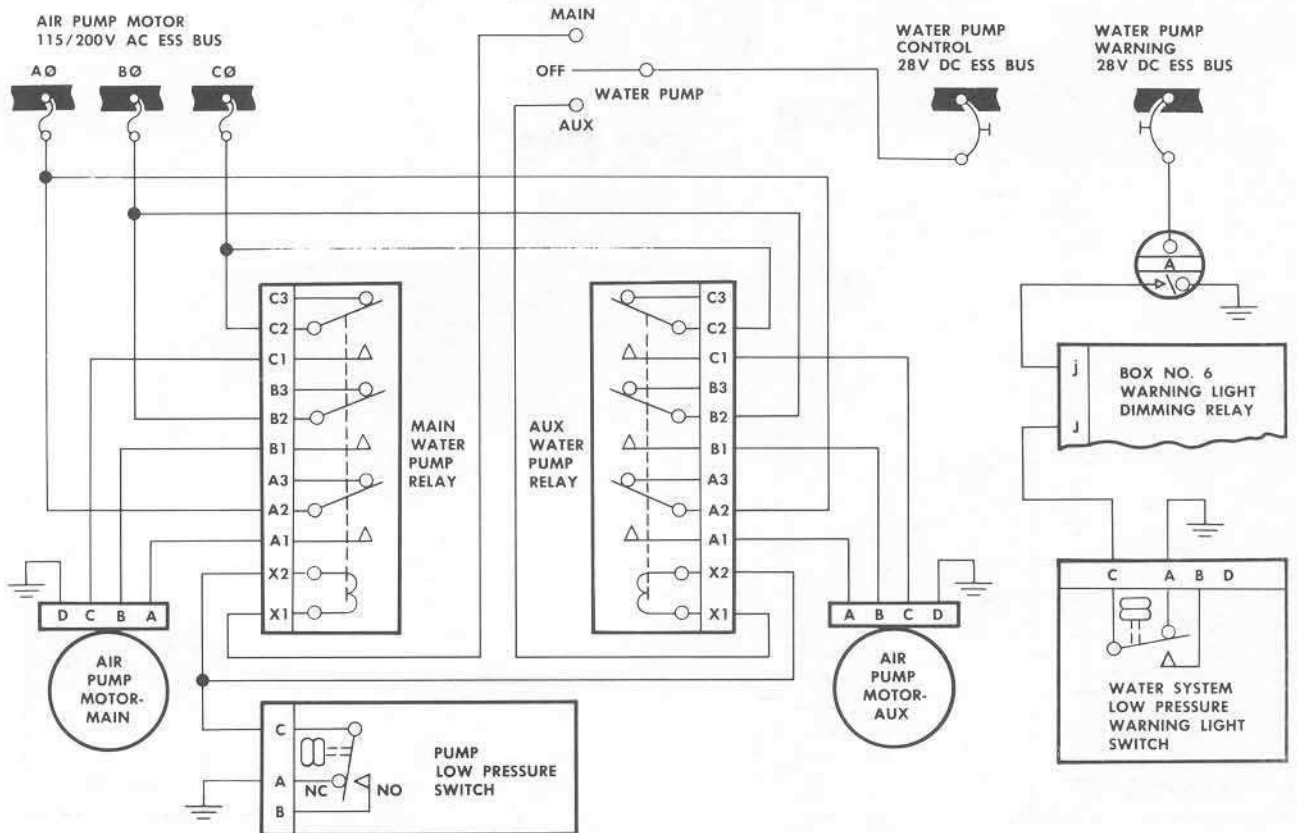 AIR PUMP MOTOR
115/200V AC ESS BUS
AØ
BØ
CØ
MAIN
OFF
WATER PUMP
AUX
WATER PUMP
CONTROL
28V DC ESS BUS
WATER PUMP
WARNING
28V DC ESS BUS
A
C3
C2
C1
B3
B2
B1
A3
A2
A1
X2
X1
MAIN
WATER
PUMP
RELAY
AUX
WATER
PUMP
RELAY
C3
C2
C1
B3
B2
B1
A3
A2
A1
X2
X1
j
J
BOX NO. 6
WARNING LIGHT
DIMMING RELAY
D C B A
AIR
PUMP
MOTOR-
MAIN
A B C D
AIR
PUMP
MOTOR-
AUX
C A B D
WATER SYSTEM
LOW PRESSURE
WARNING LIGHT
SWITCH
C
A
B
NC
NO
PUMP
LOW PRESSURE
SWITCH